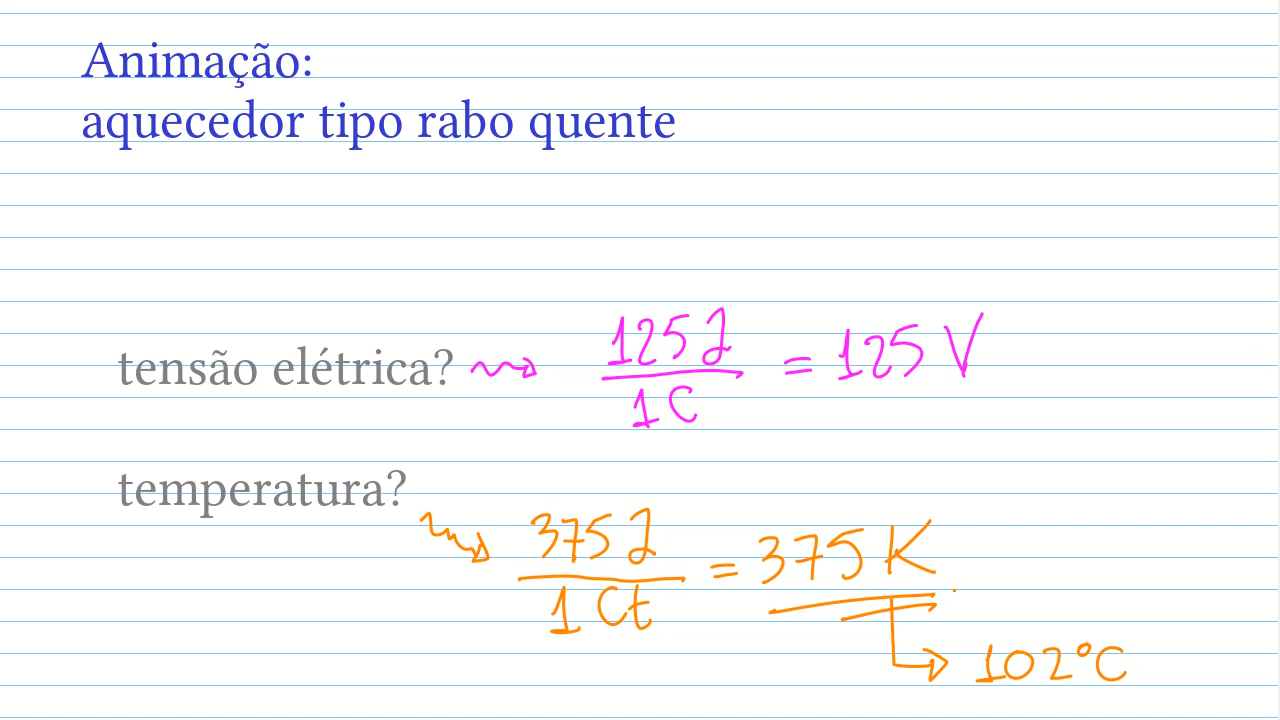 Animação:
aquecedor tipo rabo quente
tensão elétrica? 125 J / 1 C = 125 V
temperatura? 375 J / 1 Ct = 375 K
102°C